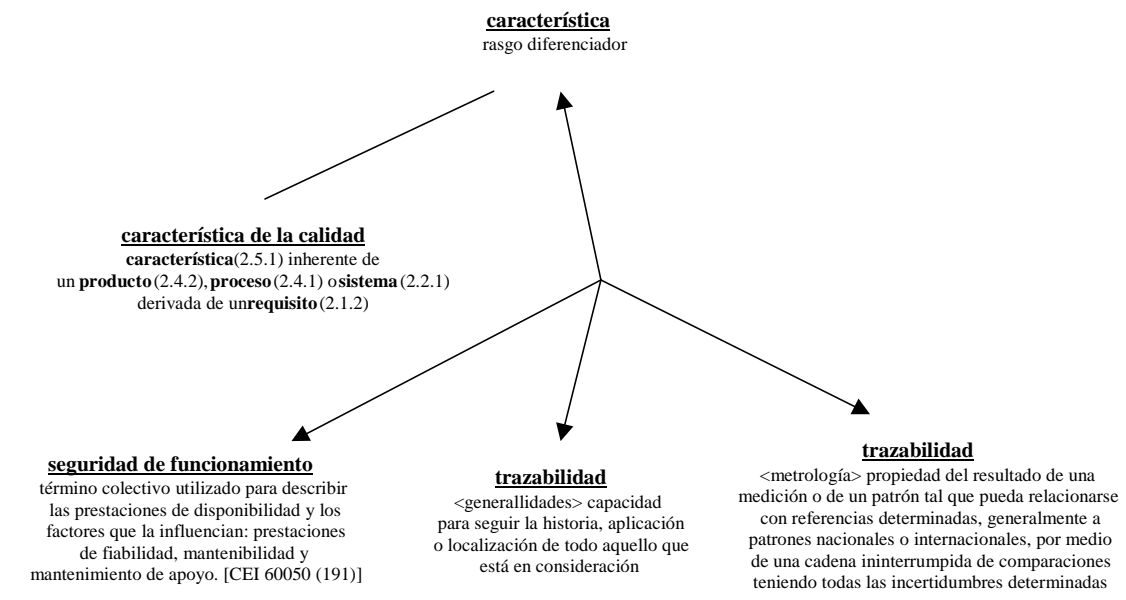 característica
rasgo diferenciador
característica de la calidad
característica(2.5.1) inherente de
un producto (2.4.2), proceso (2.4.1) o sistema (2.2.1)
derivada de unrequisito (2.1.2)
seguridad de funcionamiento
término colectivo utilizado para describir
las prestaciones de disponibilidad y los
factores que la influencian: prestaciones
de fiabilidad, mantenibilidad y
mantenimiento de apoyo. [CEI 60050 (191)]
trazabilidad
<generallidades> capacidad
para seguir la historia, aplicación
o localización de todo aquello que
está en consideración
trazabilidad
<metrología> propiedad del resultado de una
medición o de un patrón tal que pueda relacionarse
con referencias determinadas, generalmente a
patrones nacionales o internacionales, por medio
de una cadena ininterrumpida de comparaciones
teniendo todas las incertidumbres determinadas